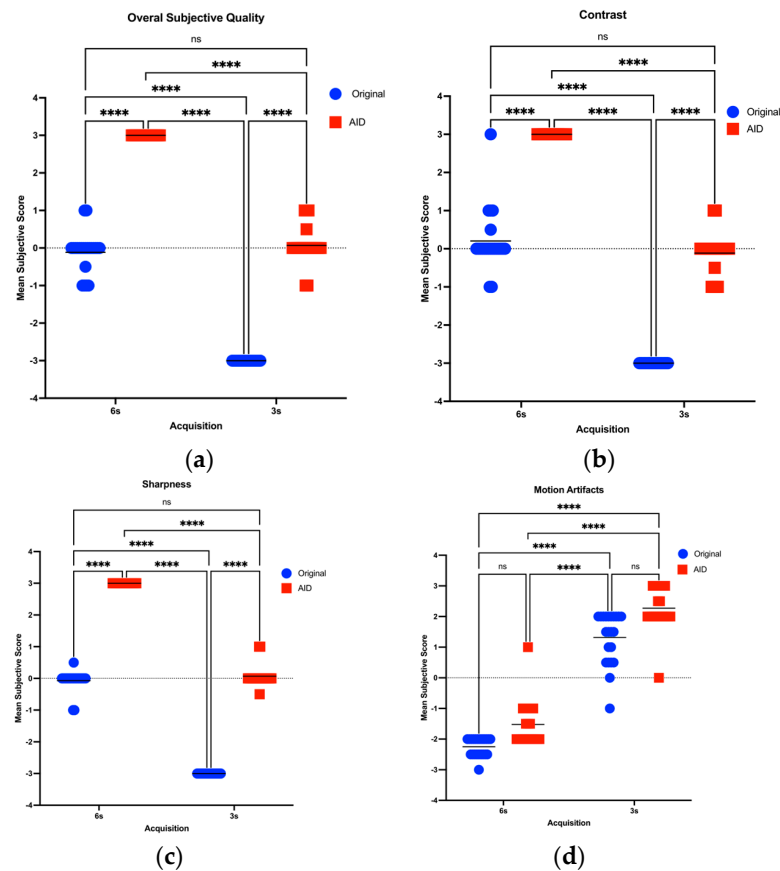 Overal Subjective Quality
ns
****
****
****
****
****
Original
AID
Mean Subjective Score
4
3
2
1
0
-1
-2
-3
-4
6s
3s
Acquisition
(a)
Contrast
ns
****
****
****
****
****
Original
AID
Mean Subjective Score
4
3
2
1
0
-1
-2
-3
-4
6s
3s
Acquisition
(b)
Sharpness
ns
****
****
****
****
****
Original
AID
Mean Subjective Score
4
3
2
1
0
-1
-2
-3
-4
6s
3s
Acquisition
(c)
Motion Artifacts
****
****
****
ns
****
ns
Original
AID
Mean Subjective Score
4
3
2
1
0
-1
-2
-3
-4
6s
3s
Acquisition
(d)